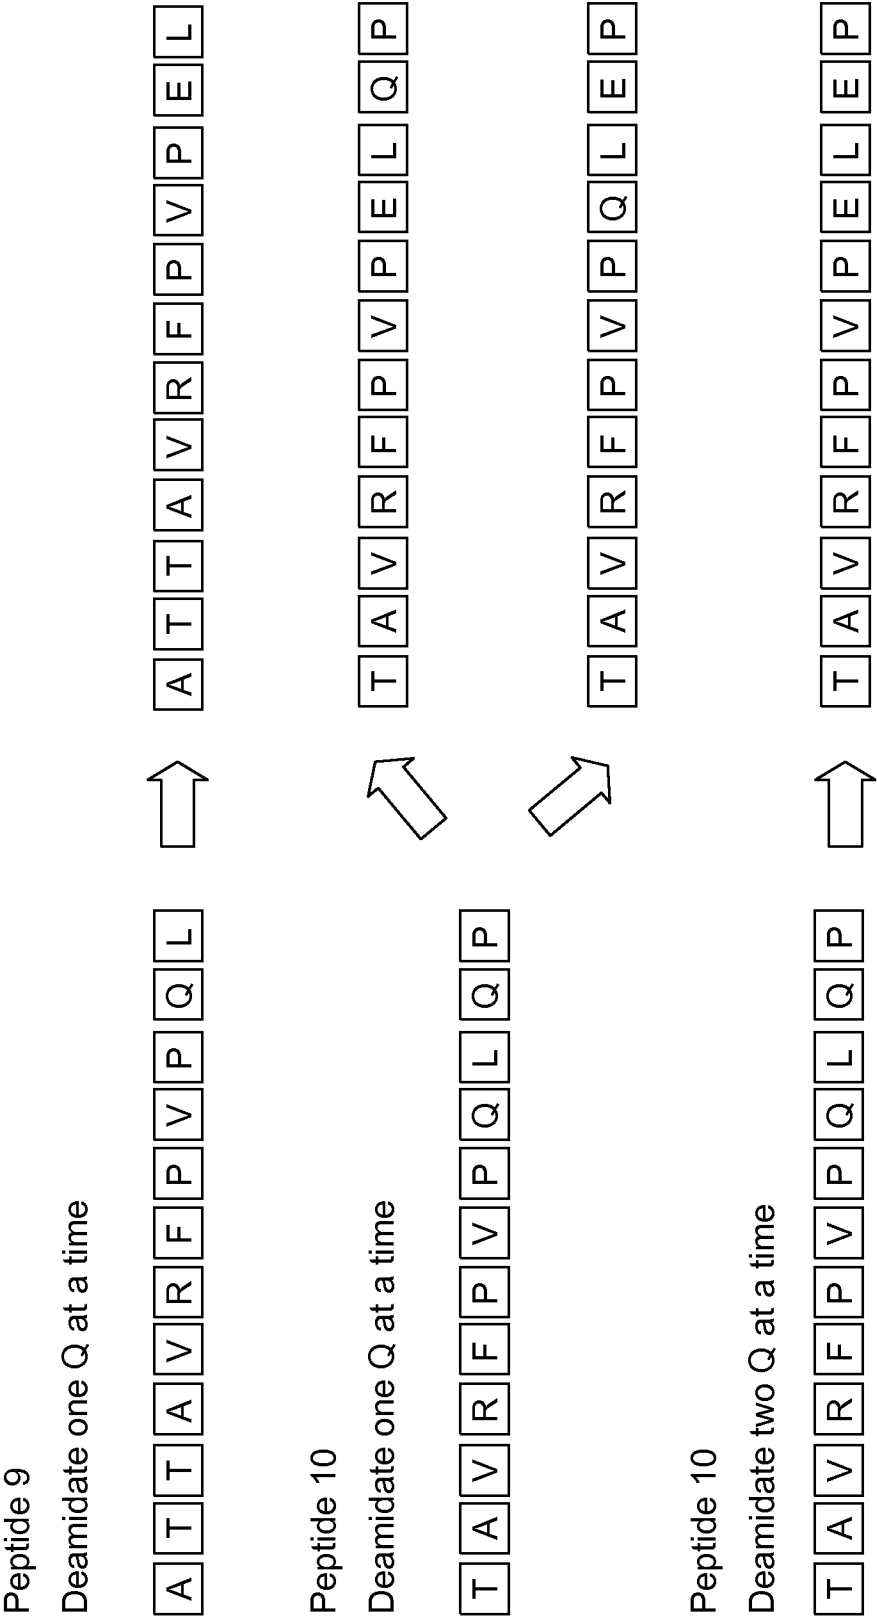 Peptide 9
Deamidate one Q at a time
A T T A V R F P V P Q L
A T T A V R F P V P E L
Peptide 10
Deamidate one Q at a time
T A V R F P V P Q L Q P
T A V R F P V P E L Q P
T A V R F P V P Q L E P
Peptide 10
Deamidate two Q at a time
T A V R F P V P Q L Q P
T A V R F P V P E L E P